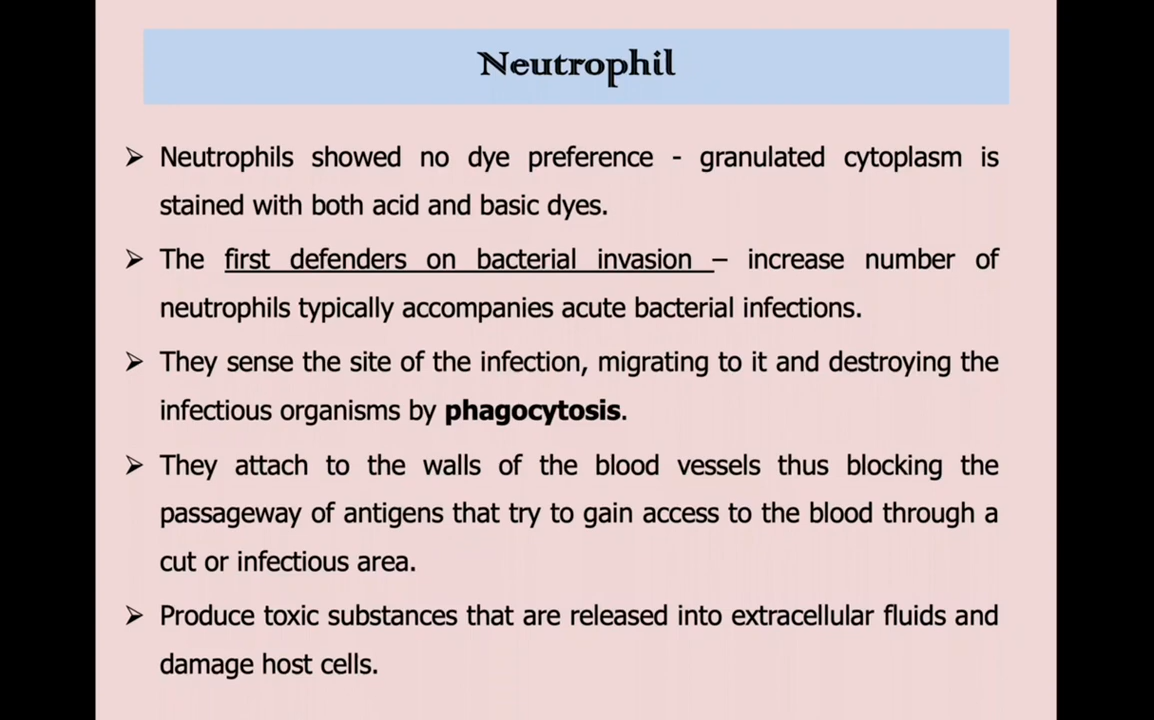 Neutrophil
➢ Neutrophils showed no dye preference - granulated cytoplasm is
stained with both acid and basic dyes.
➢ The first defenders on bacterial invasion – increase number of
neutrophils typically accompanies acute bacterial infections.
➢ They sense the site of the infection, migrating to it and destroying the
infectious organisms by phagocytosis.
➢ They attach to the walls of the blood vessels thus blocking the
passageway of antigens that try to gain access to the blood through a
cut or infectious area.
➢ Produce toxic substances that are released into extracellular fluids and
damage host cells.